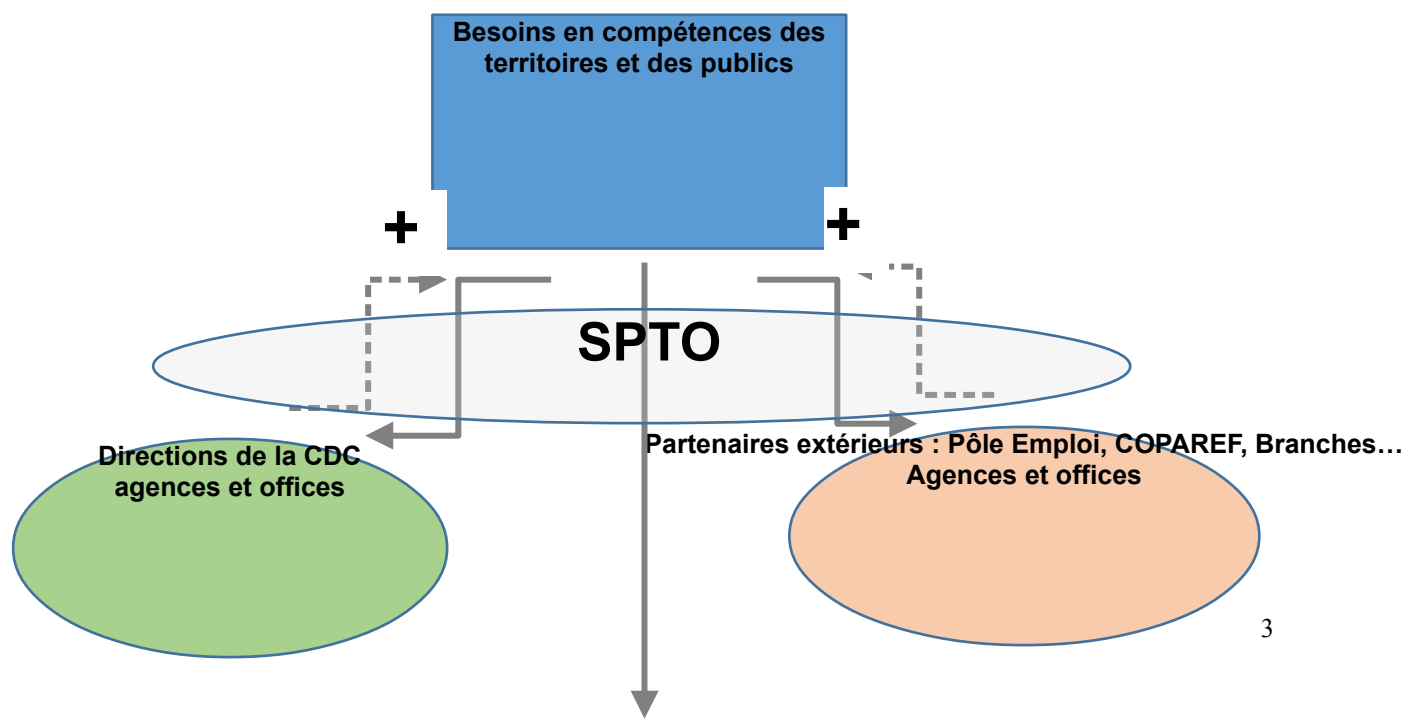 Besoins en compétences des
territoires et des publics
+
+
SPTO
Directions de la CDC
agences et offices
Partenaires extérieurs : Pôle Emploi, COPAREF, Branches…
Agences et offices
3